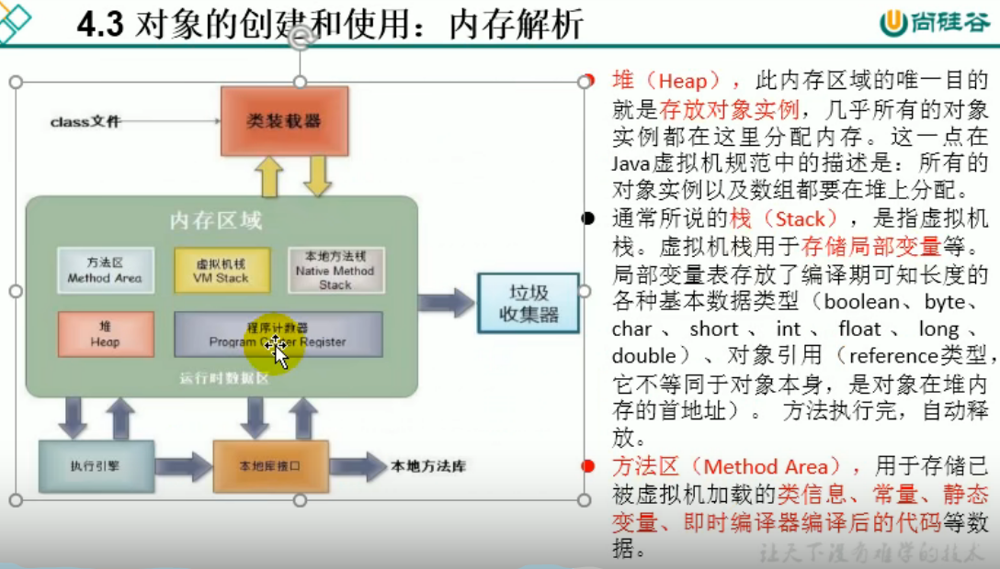 4.3 对象的创建和使用：内存解析
尚硅谷
class文件
类装载器
内存区域
方法区
Method Area
虚拟机栈
VM Stack
本地方法栈
Native Method
Stack
堆
Heap
程序计数器
Program Register
运行时数据区
垃圾
收集器
执行引擎
本地库接口
本地方法库
堆（Heap），此内存区域的唯一目的
就是存放对象实例，几乎所有的对象
实例都在这里分配内存。这一点在
Java虚拟机规范中的描述是：所有的
对象实例以及数组都要在堆上分配。
通常所说的栈（Stack），是指虚拟机
栈。虚拟机栈用于存储局部变量等。
局部变量表存放了编译期可知长度的
各种基本数据类型（boolean、byte、
char 、 short 、 int 、 float 、 long 、
double）、对象引用（reference类型，
它不等同于对象本身，是对象在堆内
存的首地址）。 方法执行完，自动释
放。
方法区（Method Area），用于存储已
被虚拟机加载的类信息、常量、静态
变量、即时编译器编译后的代码等数
据。
让天下没有难学的技术